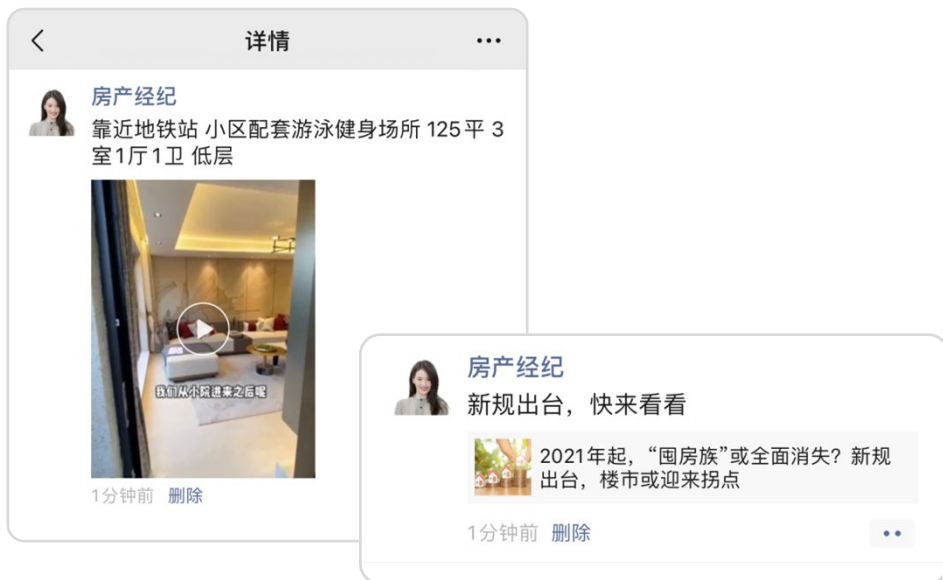 详情
房产经纪
靠近地铁站 小区配套游泳健身场所 125平 3
室1厅1卫 低层
我们从小院进来之后呢
1分钟前 删除
房产经纪
新规出台，快来看看
2021年起，“囤房族”或全面消失？新规
出台，楼市或迎来拐点
1分钟前 删除